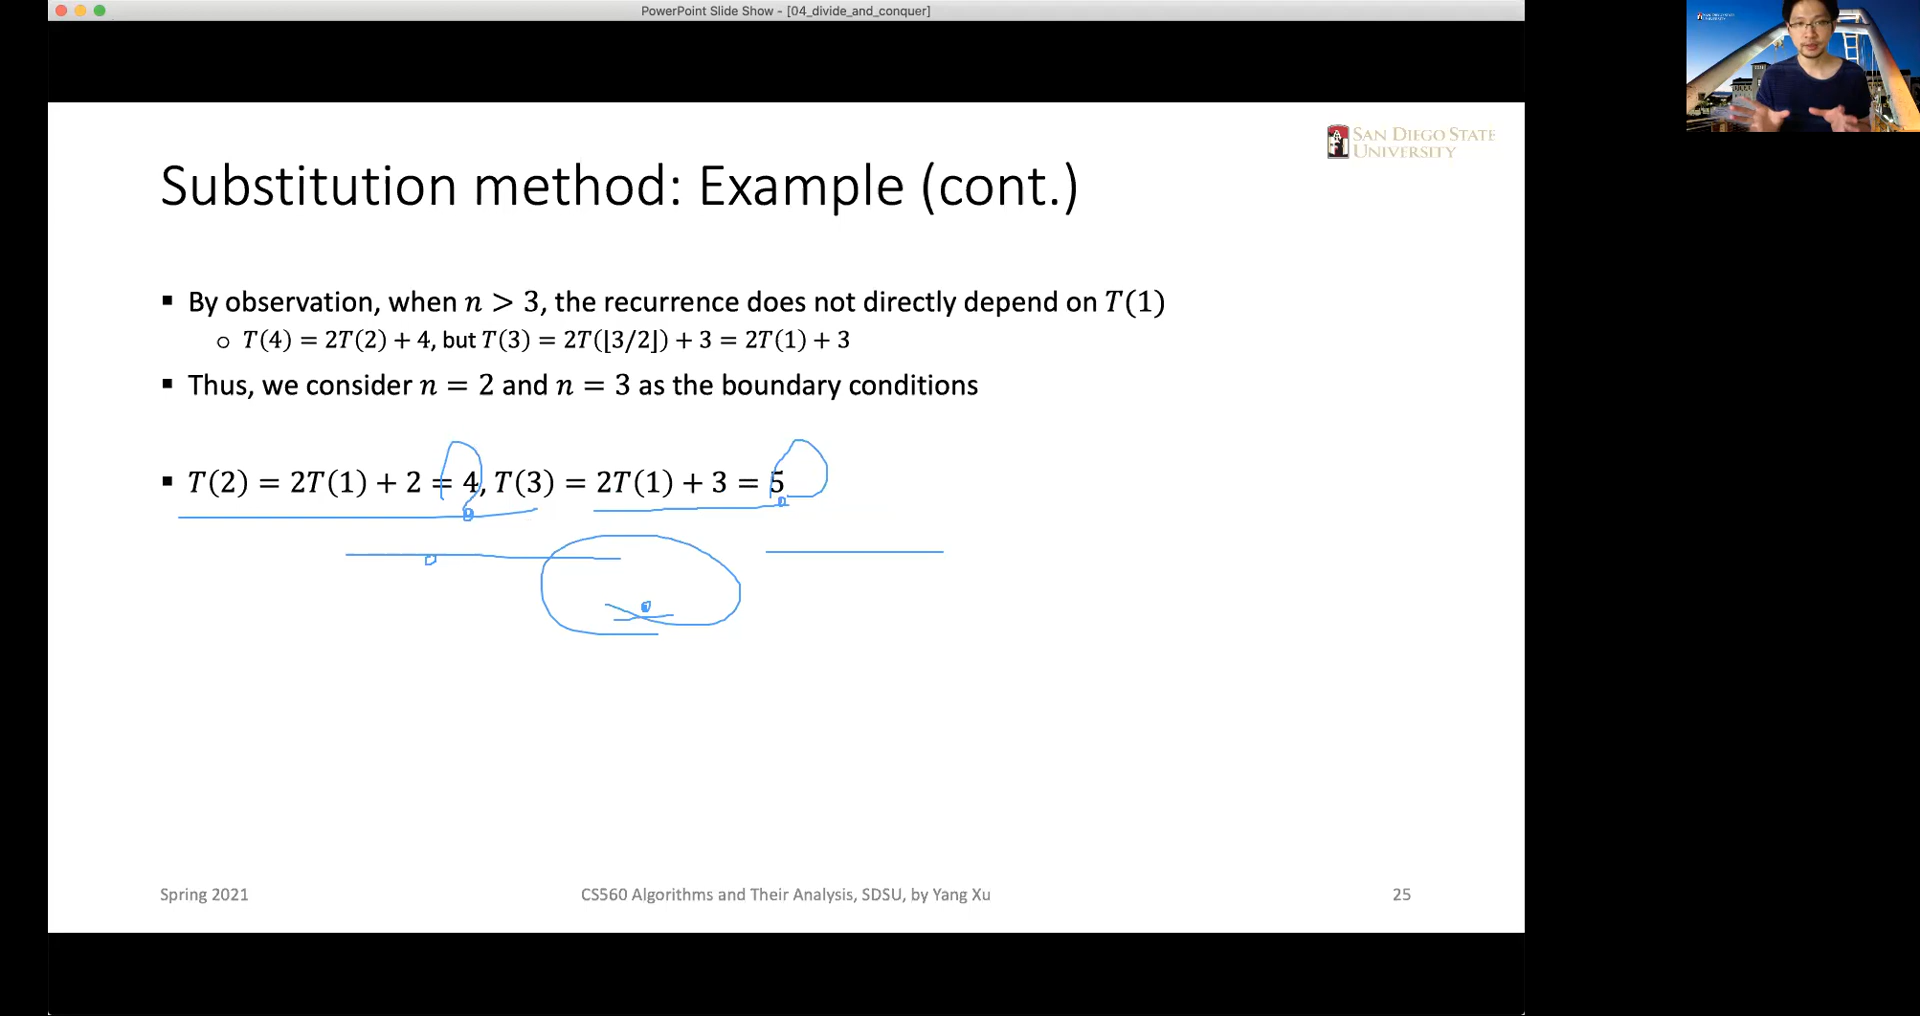 PowerPoint Slide Show - [04_divide_and_conquer]
SAN DIEGO STATE
UNIVERSITY
Substitution method: Example (cont.)
▪ By observation, when n > 3, the recurrence does not directly depend on T(1)
o T(4) = 2T(2) + 4, but T(3) = 2T(⌊3/2⌋) + 3 = 2T(1) + 3
▪ Thus, we consider n = 2 and n = 3 as the boundary conditions
▪ T(2) = 2T(1) + 2 = 4, T(3) = 2T(1) + 3 = 5
Spring 2021
CS560 Algorithms and Their Analysis, SDSU, by Yang Xu
25